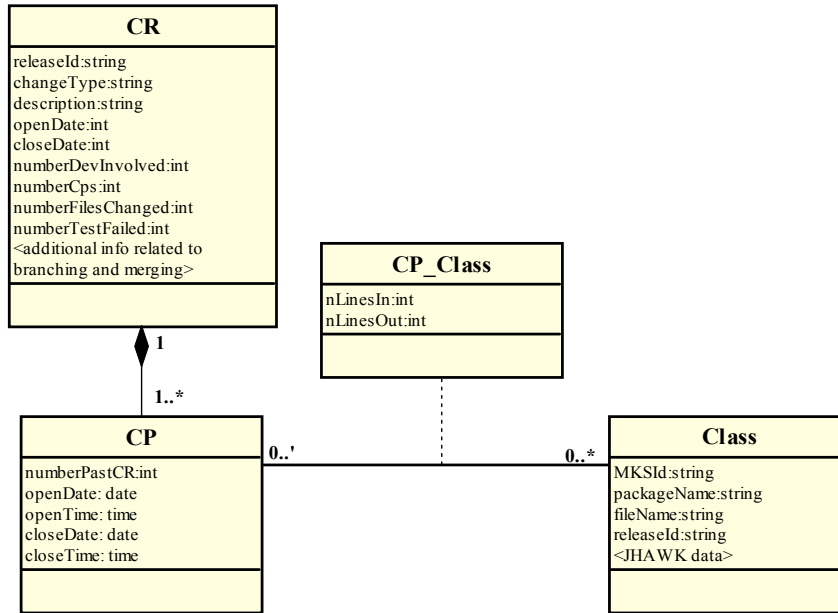 CR
releaseId:string
changeType:string
description:string
openDate:int
closeDate:int
numberDevInvolved:int
numberCps:int
numberFilesChanged:int
numberTestFailed:int
<additional info related to
branching and merging>
CP_Class
nLinesIn:int
nLinesOut:int
1
1..*
CP
numberPastCR:int
openDate: date
openTime: time
closeDate: date
closeTime: time
0..'
0..*
Class
MKSId:string
packageName:string
fileName:string
releaseId:string
<JHAWK data>